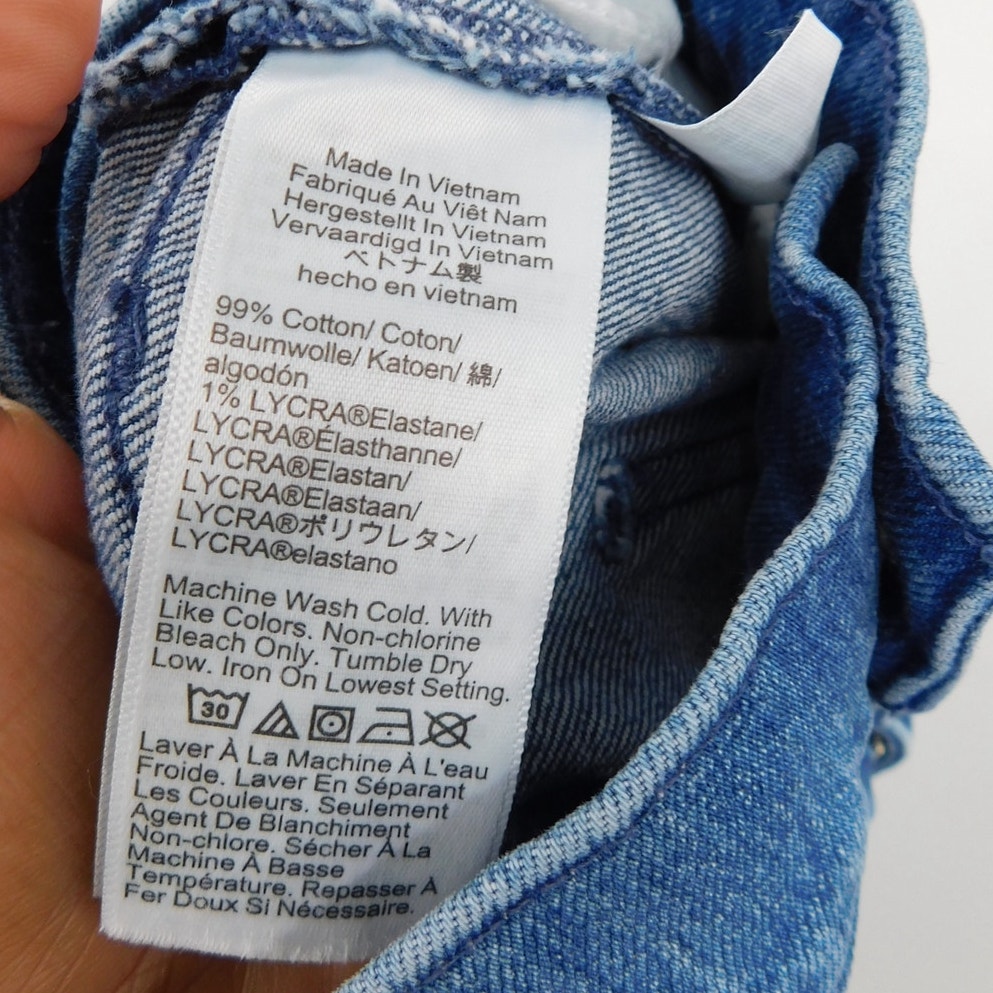 Made In Vietnam
Fabriqué Au Viêt Nam
Hergestellt In Vietnam
Vervaardigd In Vietnam
ベトナム製
hecho en vietnam
99% Cotton/ Coton/
Baumwolle/ Katoen/ 綿/
algodón
1% LYCRA®Elastane/
LYCRA®Élasthanne/
LYCRA®Elastan/
LYCRA®Elastaan/
LYCRA®ポリウレタン/
LYCRA®elastano
Machine Wash Cold. With
Like Colors. Non-chlorine
Bleach Only. Tumble Dry
Low. Iron On Lowest Setting.
30
Laver À La Machine À L'eau
Froide. Laver En Séparant
Les Couleurs. Seulement
Agent De Blanchiment
Non-chlore. Sécher À La
Machine À Basse
Température. Repasser À
Fer Doux Si Nécessaire.